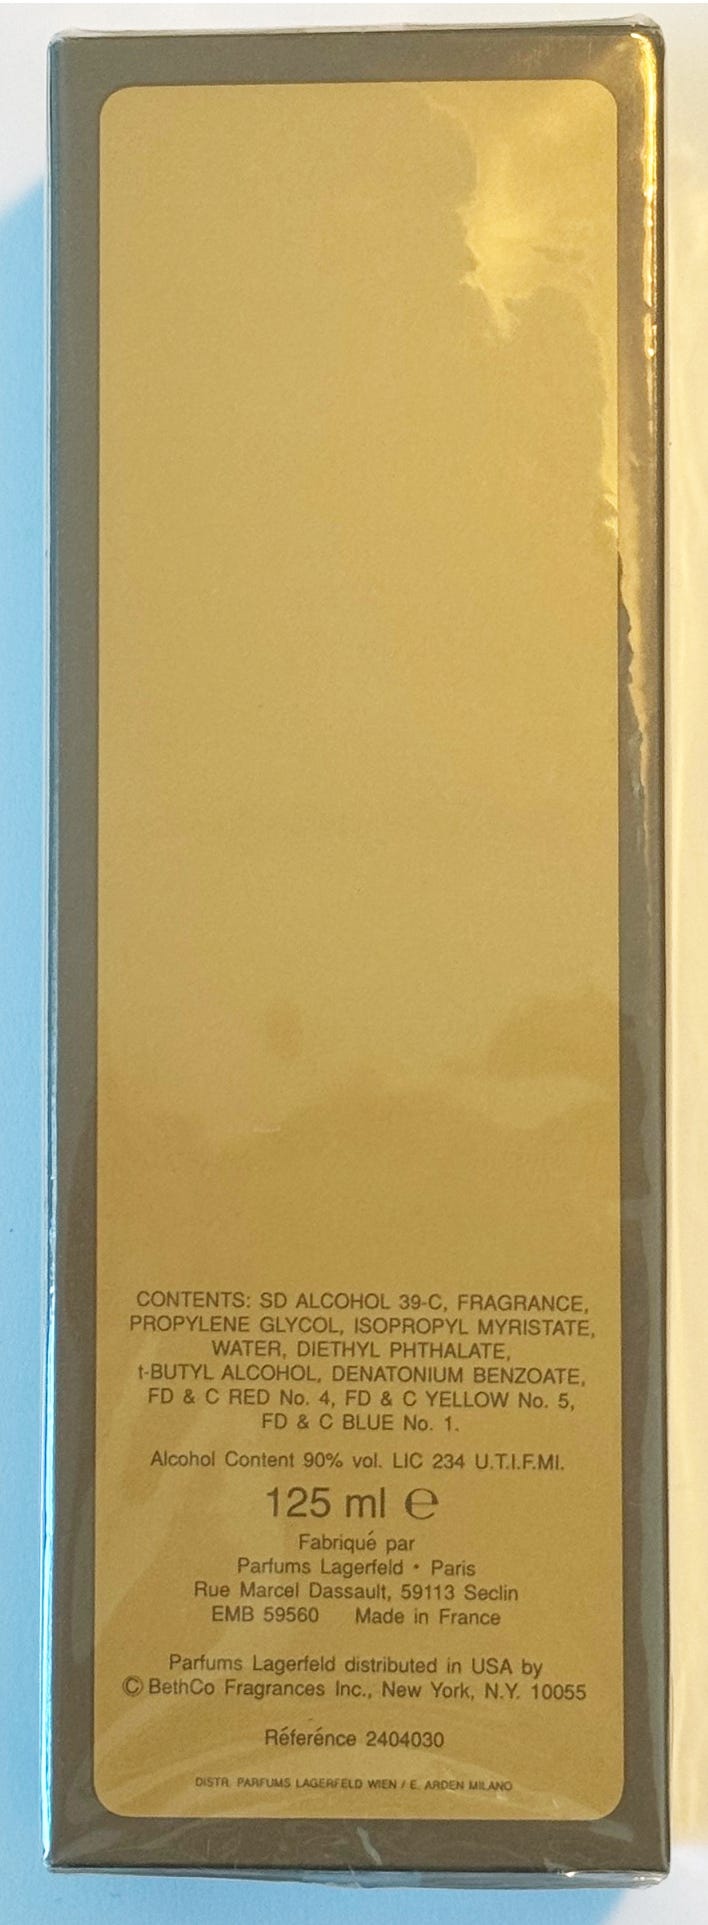 CONTENTS: SD ALCOHOL 39-C, FRAGRANCE,
PROPYLENE GLYCOL, ISOPROPYL MYRISTATE,
WATER, DIETHYL PHTHALATE,
t-BUTYL ALCOHOL, DENATONIUM BENZOATE,
FD & C RED No. 4, FD & C YELLOW No. 5,
FD & C BLUE No. 1.
Alcohol Content 90% vol. LIC 234 U.T.I.F.MI.
125 ml ℮
Fabriqué par
Parfums Lagerfeld • Paris
Rue Marcel Dassault, 59113 Seclin
EMB 59560 Made in France
Parfums Lagerfeld distributed in USA by
© BethCo Fragrances Inc., New York, N.Y. 10055
Réferénce 2404030
DISTR. PARFUMS LAGERFELD WIEN / E. ARDEN MILANO